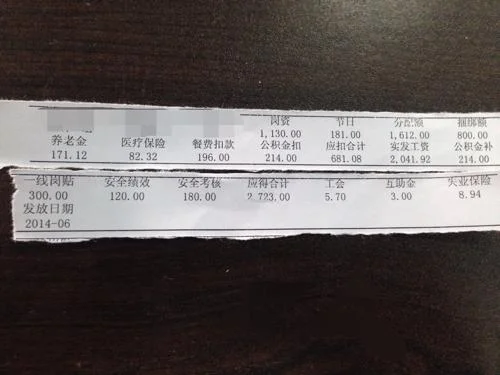 岗资 节日 分配额 捆绑额
1,130.00 181.00 1,612.00 800.00
养老金 医疗保险 餐费扣款 公积金扣 应扣合计 实发工资 公积金补
171.12 82.32 196.00 214.00 681.08 2,041.92 214.00
一线岗贴 安全绩效 安全考核 应得合计 工会 互助金 失业保险
300.00 120.00 180.00 2,723.00 5.70 3.00 8.94
发放日期
2014-06